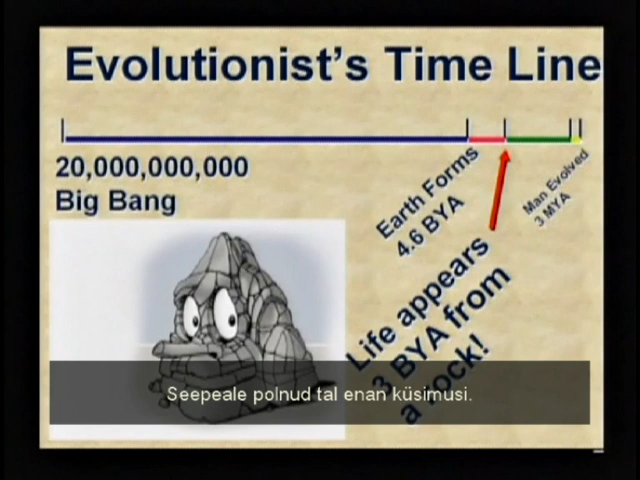 Evolutionist's Time Line
20,000,000,000
Big Bang
Earth Forms
4.6 BYA
Man Evolved
3 MYA
Life appears
3 BYA from
a rock!
Seepeale polnud tal enan küsimusi.